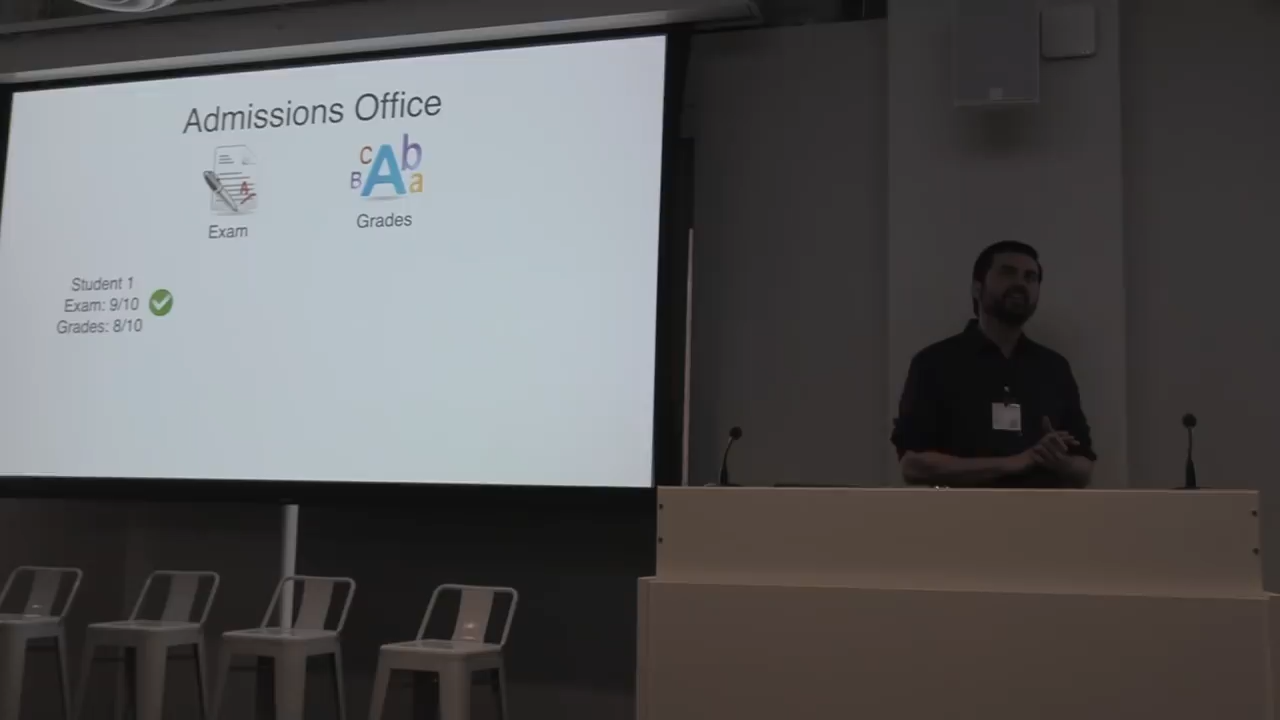 Admissions Office
C A b
B a
Exam
Grades
Student 1
Exam: 9/10
Grades: 8/10